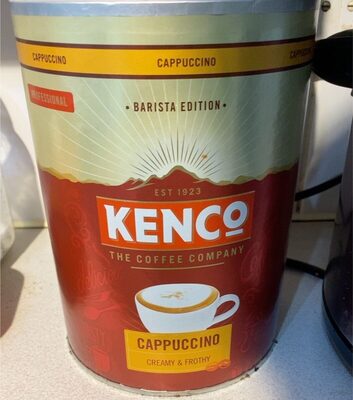 CAPPUCCINO CAPPUCCINO CAPPUCCINO
PROFESSIONAL
• BARISTA EDITION •
EST 1923
KENCO
THE COFFEE COMPANY
CAPPUCCINO
CREAMY & FROTHY